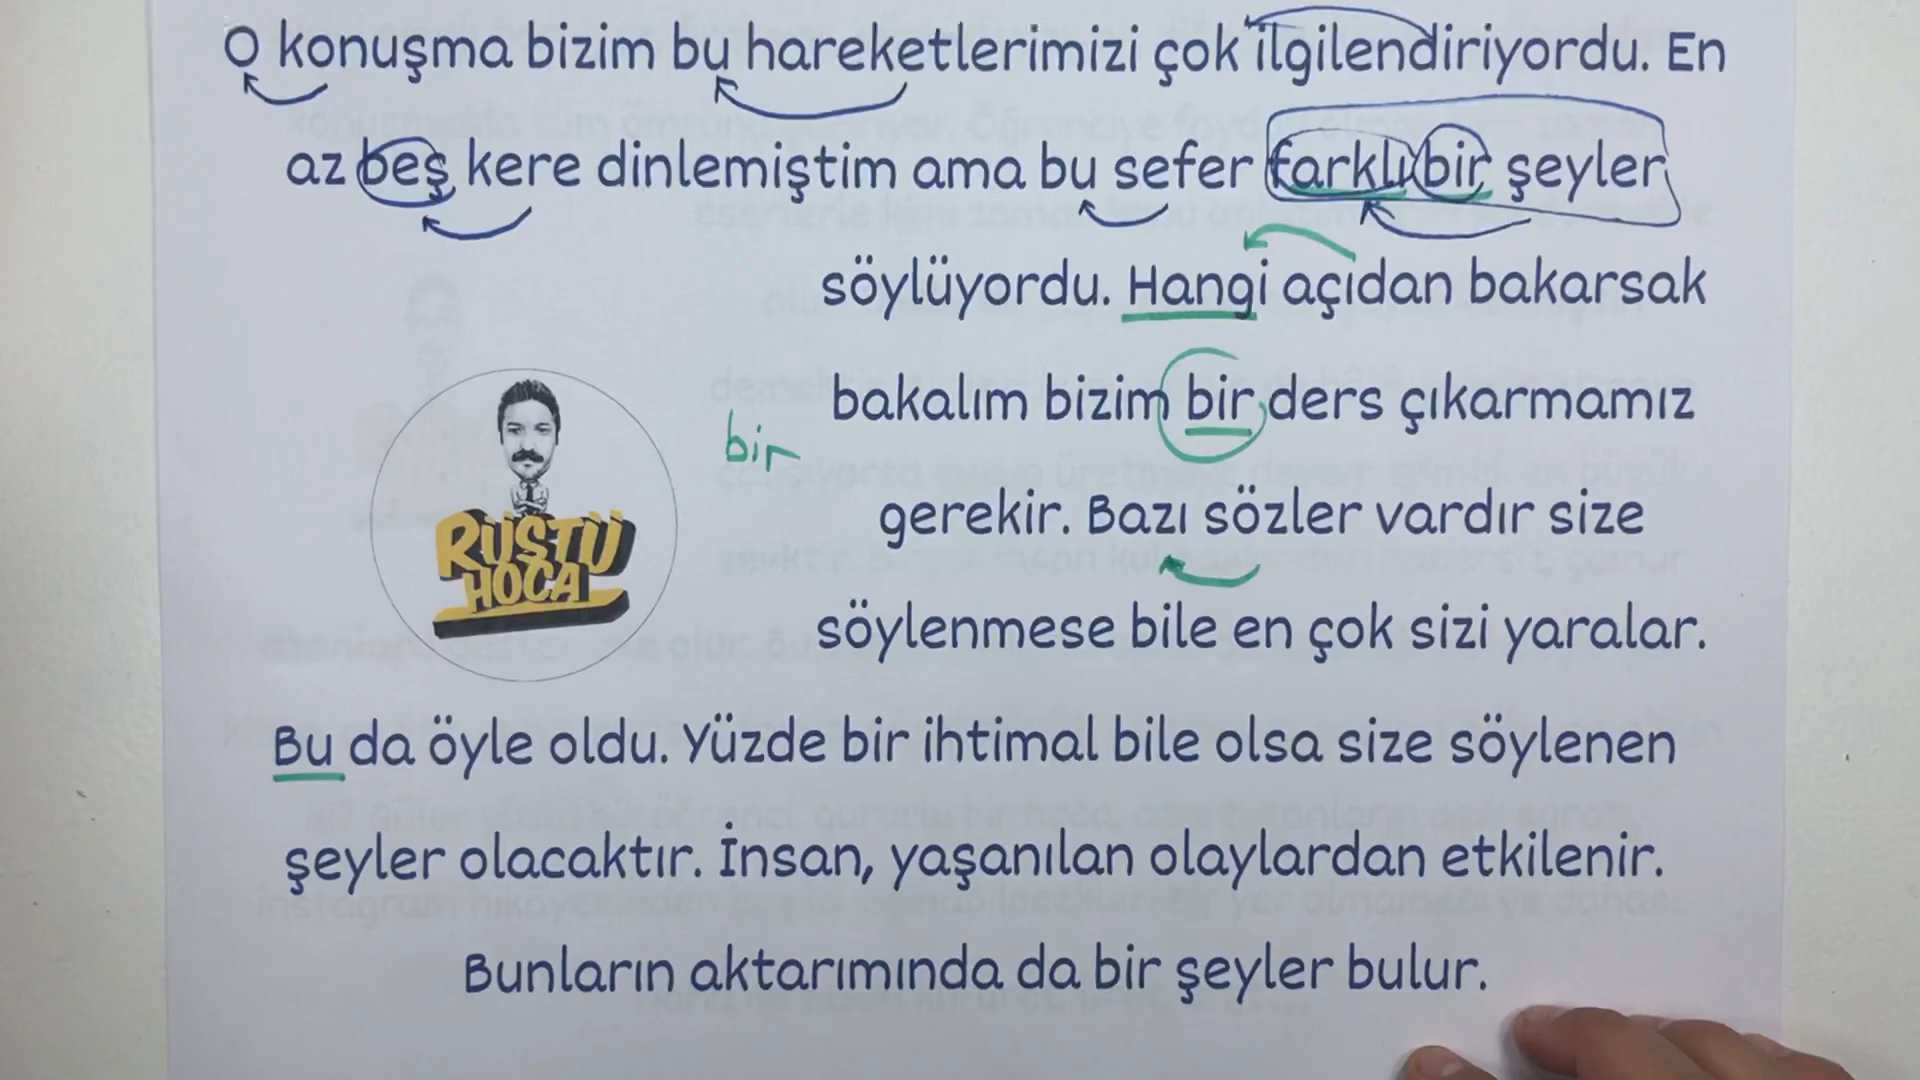 O konuşma bizim bu hareketlerimizi çok ilgilendiriyordu. En
az beş kere dinlemiştim ama bu sefer farklı bir şeyler
söylüyordu. Hangi açıdan bakarsak
bakalım bizim bir ders çıkarmamız
bir
gerekir. Bazı sözler vardır size
RÜŞTÜ
HOCA
söylenmese bile en çok sizi yaralar.
Bu da öyle oldu. Yüzde bir ihtimal bile olsa size söylenen
şeyler olacaktır. İnsan, yaşanılan olaylardan etkilenir.
Bunların aktarımında da bir şeyler bulur.